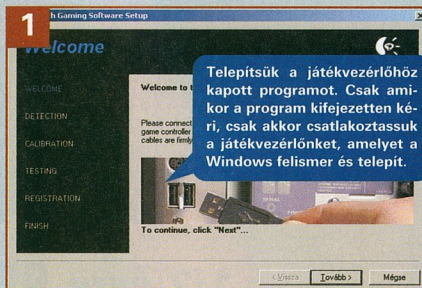 1
h Gaming Software Setup
Welcome
WELCOME
DETECTION
CALIBRATION
TESTING
REGISTRATION
FINISH
Welcome to t
Please connect
game controller
cables are firmly
Telepítsük a játékvezérlőhöz
kapott programot. Csak ami-
kor a program kifejezetten ké-
ri, csak akkor csatlakoztassuk
a játékvezérlőnket, amelyet a
Windows felismer és telepít.
To continue, click "Next"...
< Vissza
Tovább >
Mégse